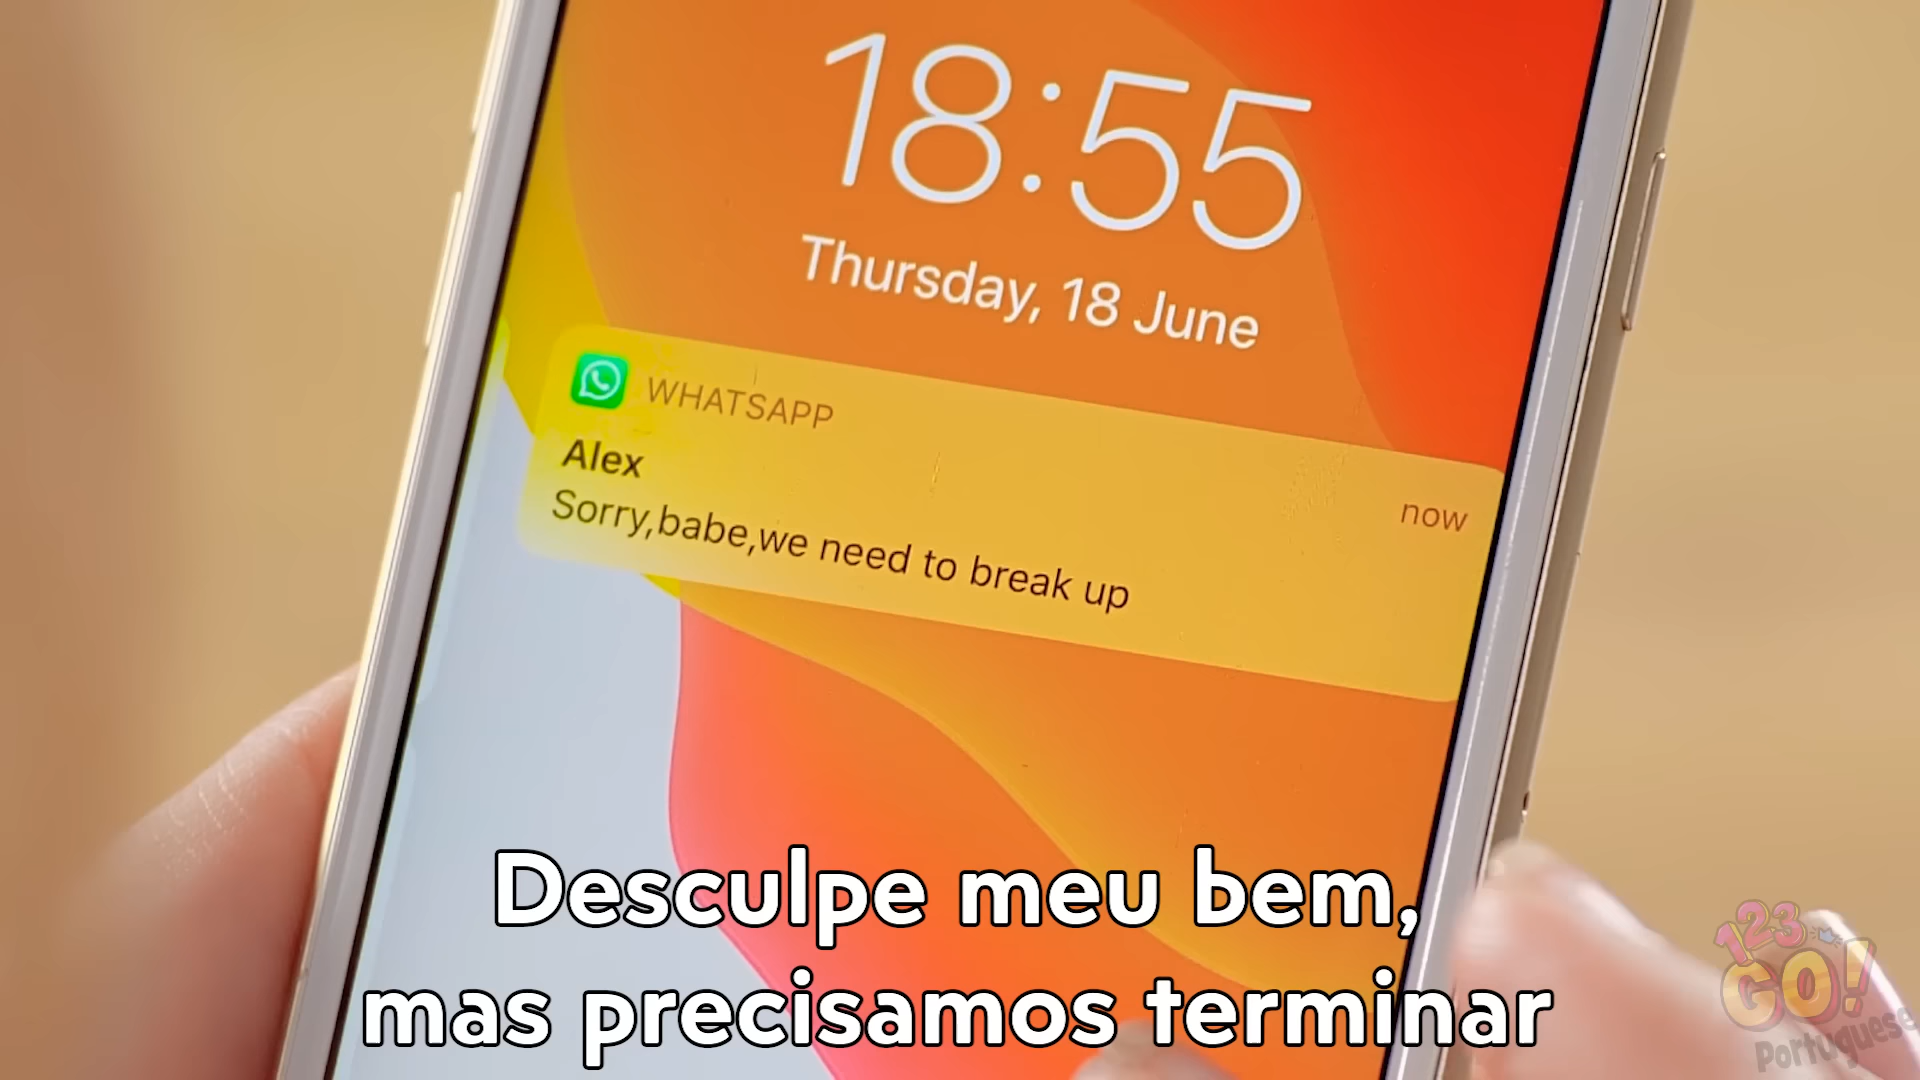 18:55
Thursday, 18 June
WHATSAPP
now
Alex
Sorry,babe,we need to break up
Desculpe meu bem,
mas precisamos terminar
123
GO!
Portuguese